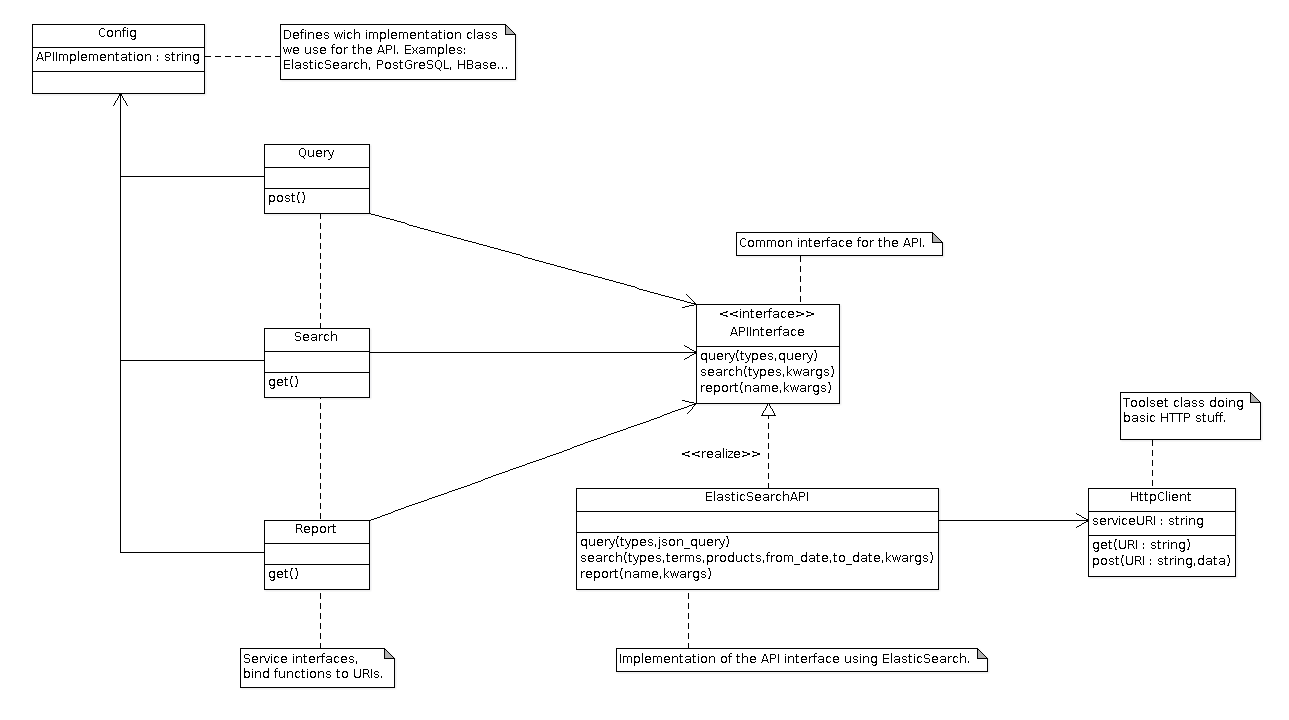 Config
APIImplementation : string
Defines wich implementation class
we use for the API. Examples:
ElasticSearch, PostGreSQL, HBase...
Query
post()
Common interface for the API.
<<interface>>
APIInterface
query(types,query)
search(types,kwargs)
report(name,kwargs)
Search
get()
Toolset class doing
basic HTTP stuff.
<<realize>>
ElasticSearchAPI
query(types,json_query)
search(types,terms,products,from_date,to_date,kwargs)
report(name,kwargs)
HttpClient
serviceURI : string
get(URI : string)
post(URI : string,data)
Report
get()
Service interfaces,
bind functions to URIs.
Implementation of the API interface using ElasticSearch.